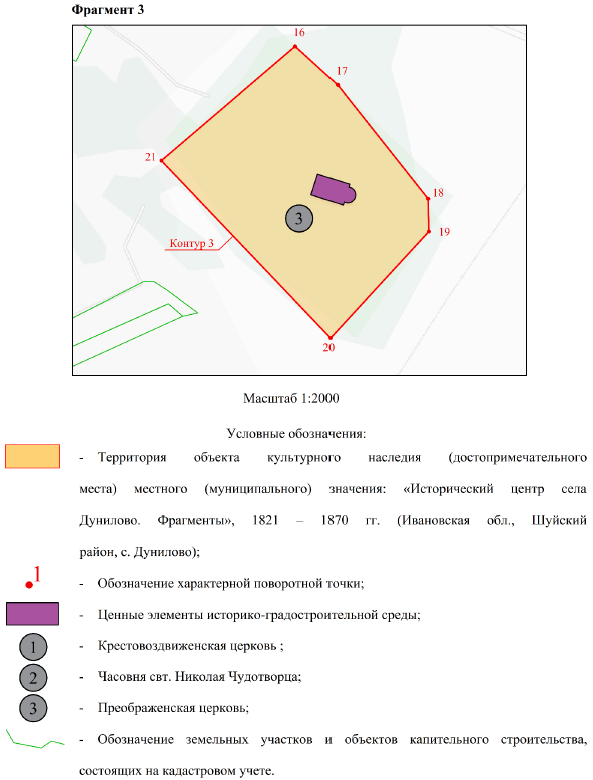 Фрагмент 3
16
17
21
18
3
19
Контур 3
20
Масштаб 1:2000
Условные обозначения:
- Территория объекта культурного наследия (достопримечательного
места) местного (муниципального) значения: «Исторический центр села
Дунилово. Фрагменты», 1821 – 1870 гг. (Ивановская обл., Шуйский
район, с. Дунилово);
1 - Обозначение характерной поворотной точки;
- Ценные элементы историко-градостроительной среды;
1 - Крестовоздвиженская церковь ;
2 - Часовня свт. Николая Чудотворца;
3 - Преображенская церковь;
- Обозначение земельных участков и объектов капительного строительства,
состоящих на кадастровом учете.